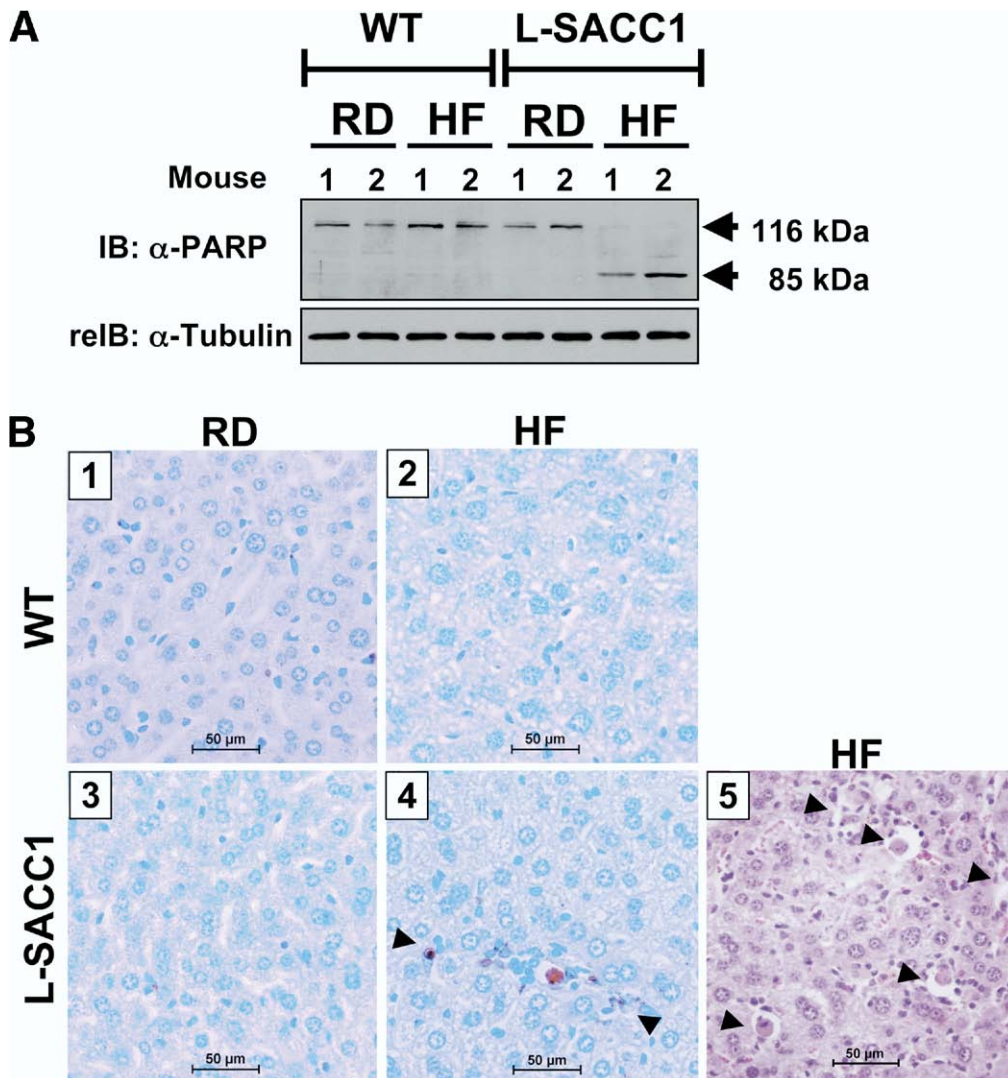 A
WT L-SACC1
RD HF RD HF
Mouse 1 2 1 2 1 2 1 2
IB: α-PARP 116 kDa
85 kDa
reIB: α-Tubulin
B
RD HF
WT
1 2
50 µm 50 µm
HF
L-SACC1
3 4 5
50 µm 50 µm 50 µm